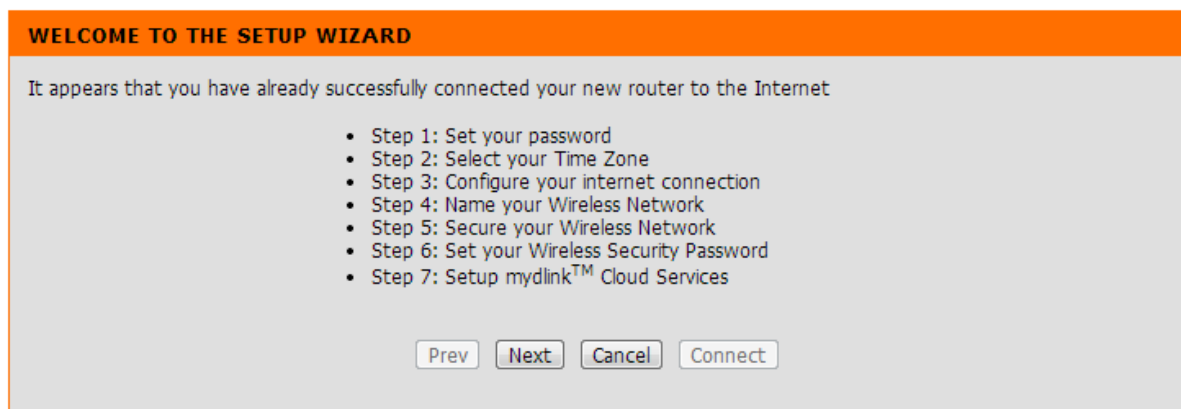 WELCOME TO THE SETUP WIZARD
It appears that you have already successfully connected your new router to the Internet
• Step 1: Set your password
• Step 2: Select your Time Zone
• Step 3: Configure your internet connection
• Step 4: Name your Wireless Network
• Step 5: Secure your Wireless Network
• Step 6: Set your Wireless Security Password
• Step 7: Setup mydlink™ Cloud Services
Prev Next Cancel Connect